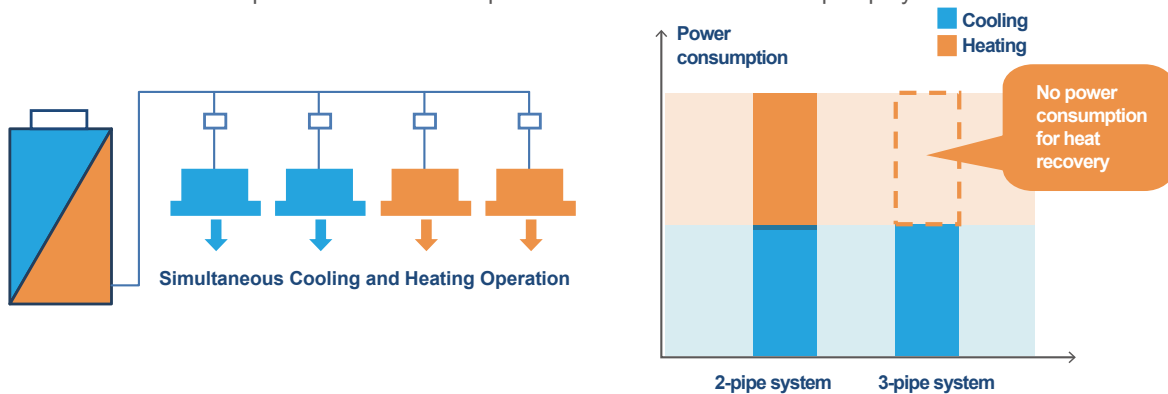 Simultaneous Cooling and Heating Operation
Power
consumption
Cooling
Heating
No power
consumption
for heat
recovery
2-pipe system
3-pipe system